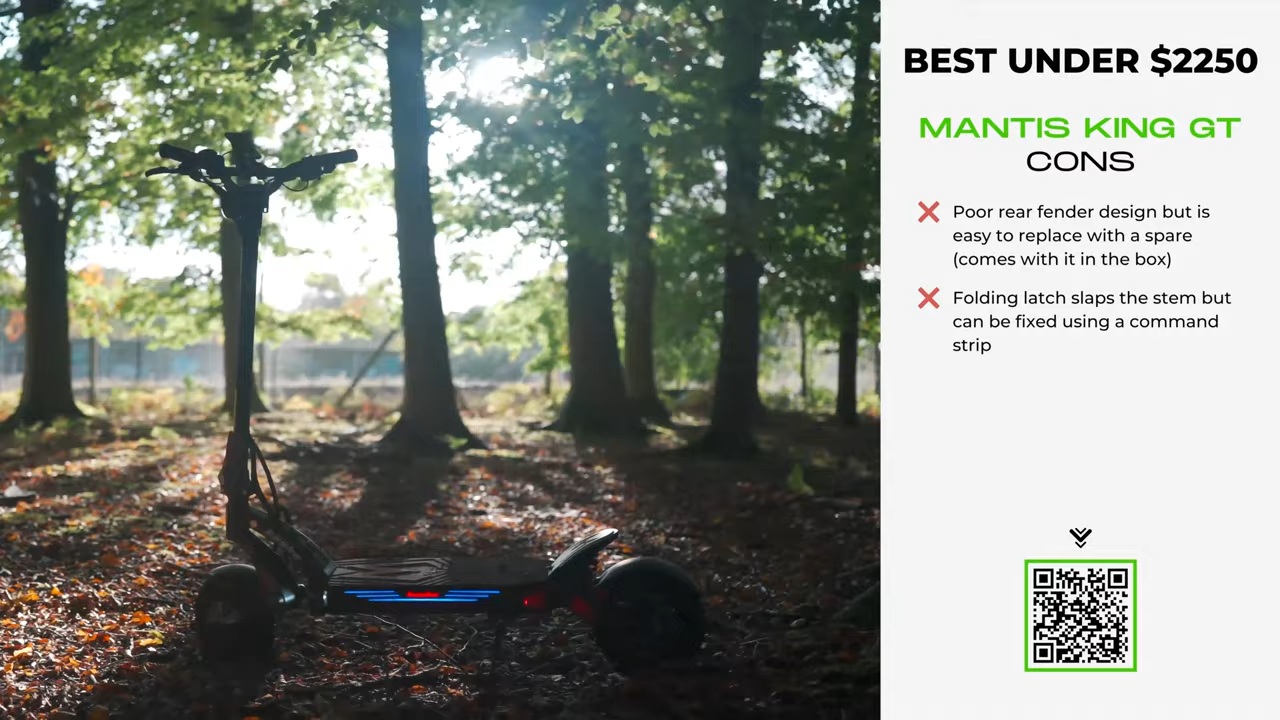 BEST UNDER $2250
MANTIS KING GT
CONS
Poor rear fender design but is
easy to replace with a spare
(comes with it in the box)
Folding latch slaps the stem but
can be fixed using a command
strip